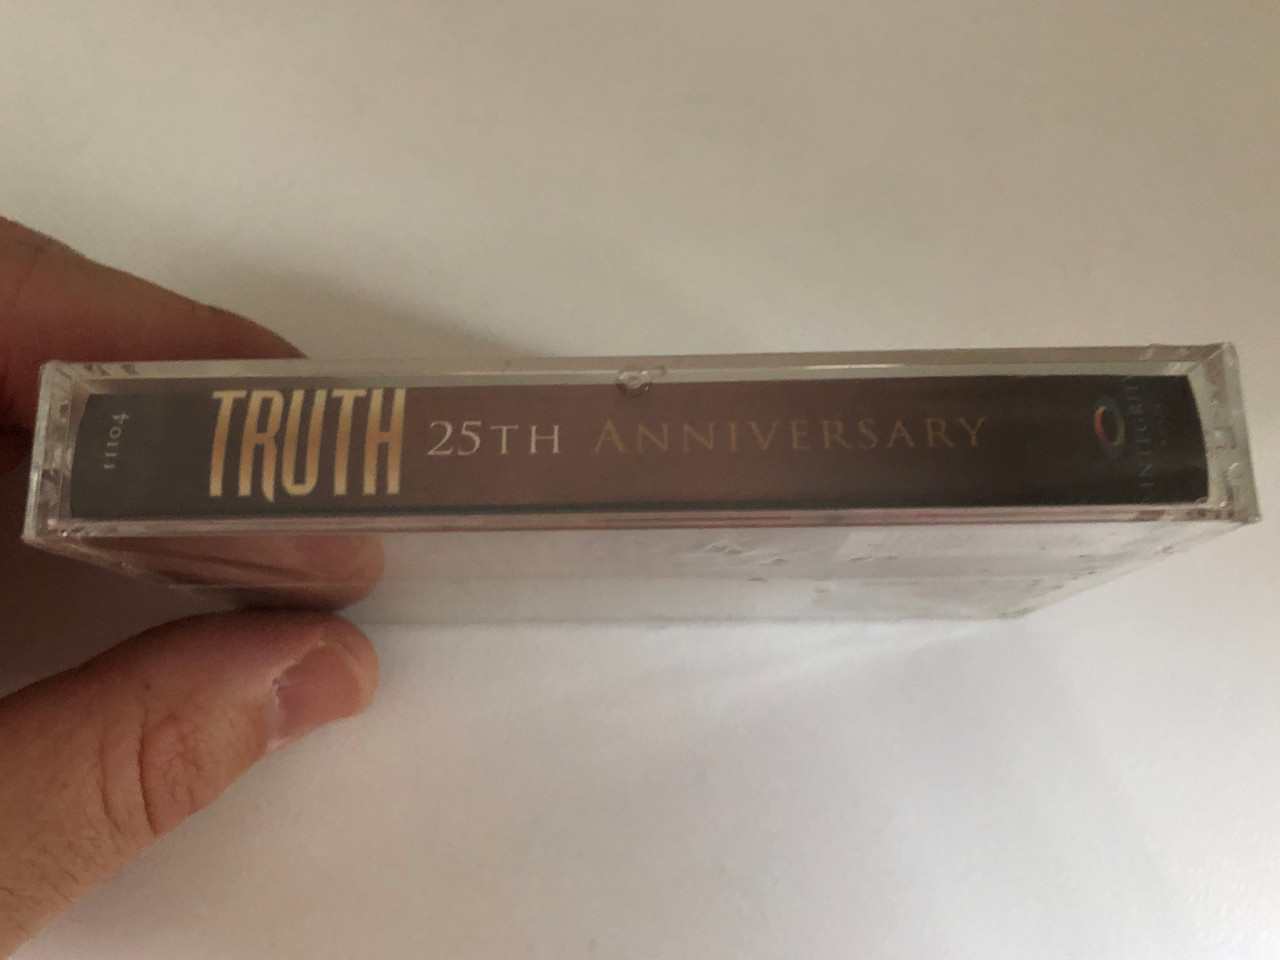 11104
TRUTH 25TH ANNIVERSARY
INTEGRITY